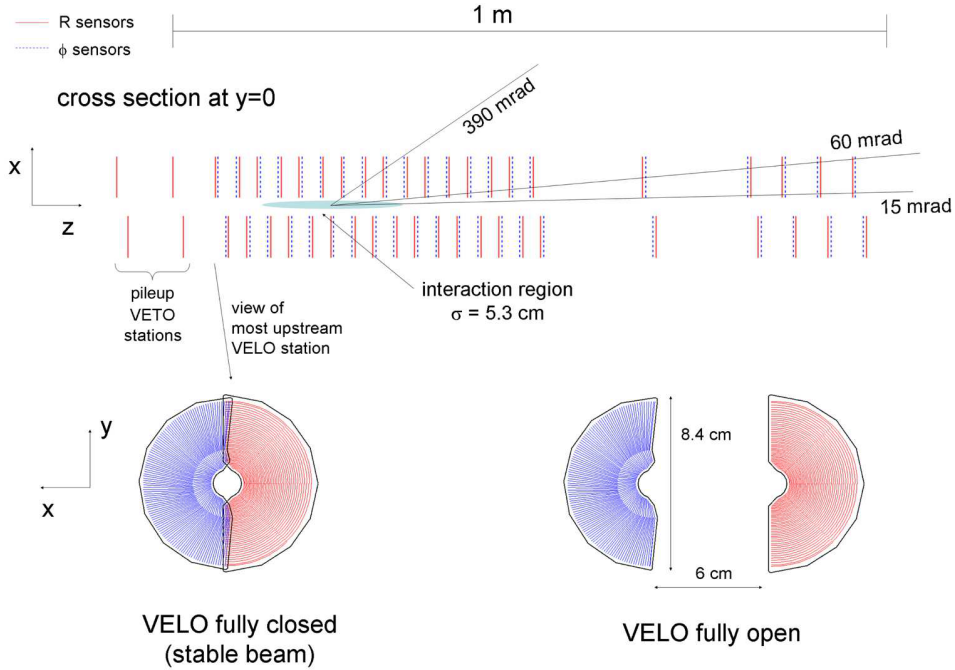 R sensors
ϕ sensors
1 m
cross section at y=0
390 mrad
60 mrad
15 mrad
x
z
pileup
VETO
stations
view of
most upstream
VELO station
interaction region
σ = 5.3 cm
y
x
8.4 cm
6 cm
VELO fully closed
(stable beam)
VELO fully open